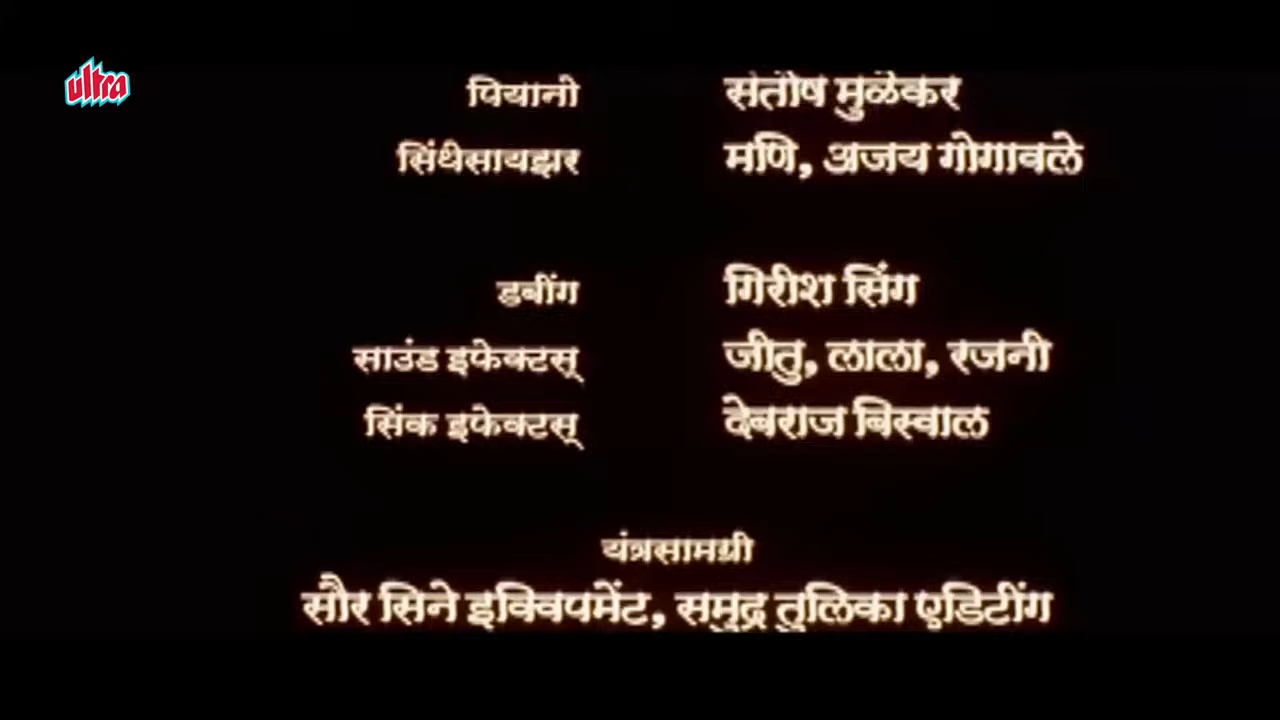 ultra
पियानो संतोष मुळेकर
सिंथेसायझर मणि, अजय गोगावले
डबींग गिरीश सिंग
साउंड इफेक्टस् जीतु, लाला, रजनी
सिंक इफेक्टस् देबराज बिस्वाल
यंत्रसामग्री
सौर सिने इक्विपमेंट, समुद्र तुलिका एडिटींग